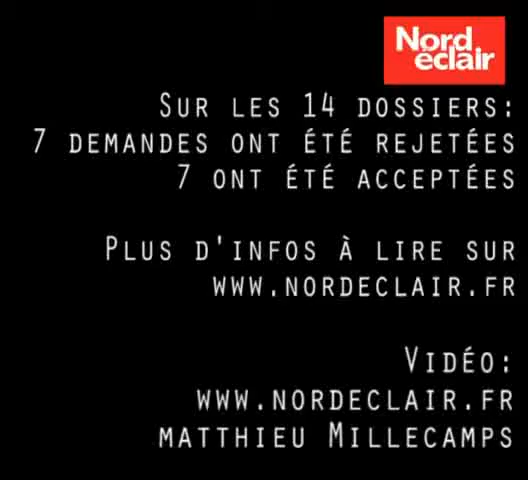 Nord
éclair
SUR LES 14 DOSSIERS:
7 DEMANDES ONT ÉTÉ REJETÉES
7 ONT ÉTÉ ACCEPTÉES
PLUS D'INFOS À LIRE SUR
WWW.NORDECLAIR.FR
VIDÉO:
WWW.NORDECLAIR.FR
MATTHIEU MILLECAMPS